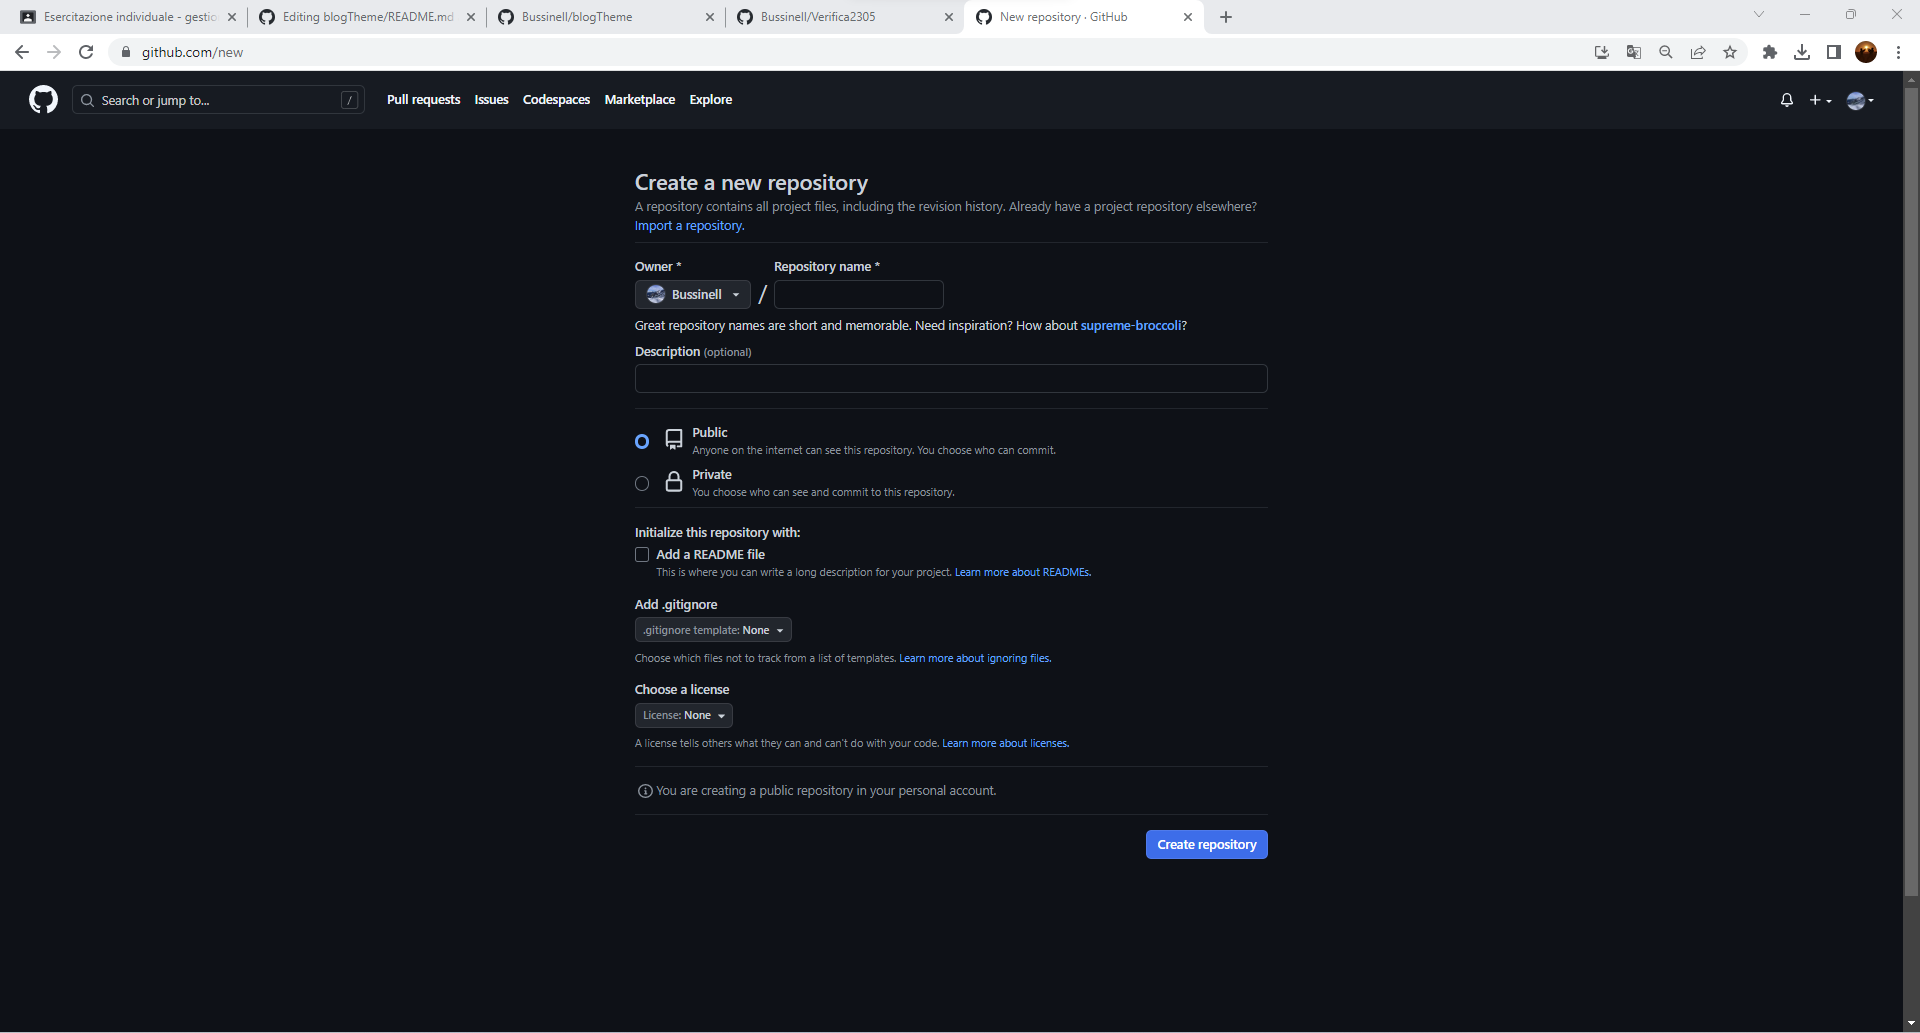 Esercitazione individuale - gestio
Editing blogTheme/README.md
Bussinell/blogTheme
Bussinell/Verifica2305
New repository · GitHub
github.com/new
Search or jump to...
/
Pull requests
Issues
Codespaces
Marketplace
Explore
Create a new repository
A repository contains all project files, including the revision history. Already have a project repository elsewhere?
Import a repository.
Owner *
Repository name *
Bussinell
/
Great repository names are short and memorable. Need inspiration? How about supreme-broccoli?
Description (optional)
Public
Anyone on the internet can see this repository. You choose who can commit.
Private
You choose who can see and commit to this repository.
Initialize this repository with:
Add a README file
This is where you can write a long description for your project. Learn more about READMEs.
Add .gitignore
.gitignore template: None
Choose which files not to track from a list of templates. Learn more about ignoring files.
Choose a license
License: None
A license tells others what they can and can't do with your code. Learn more about licenses.
You are creating a public repository in your personal account.
Create repository